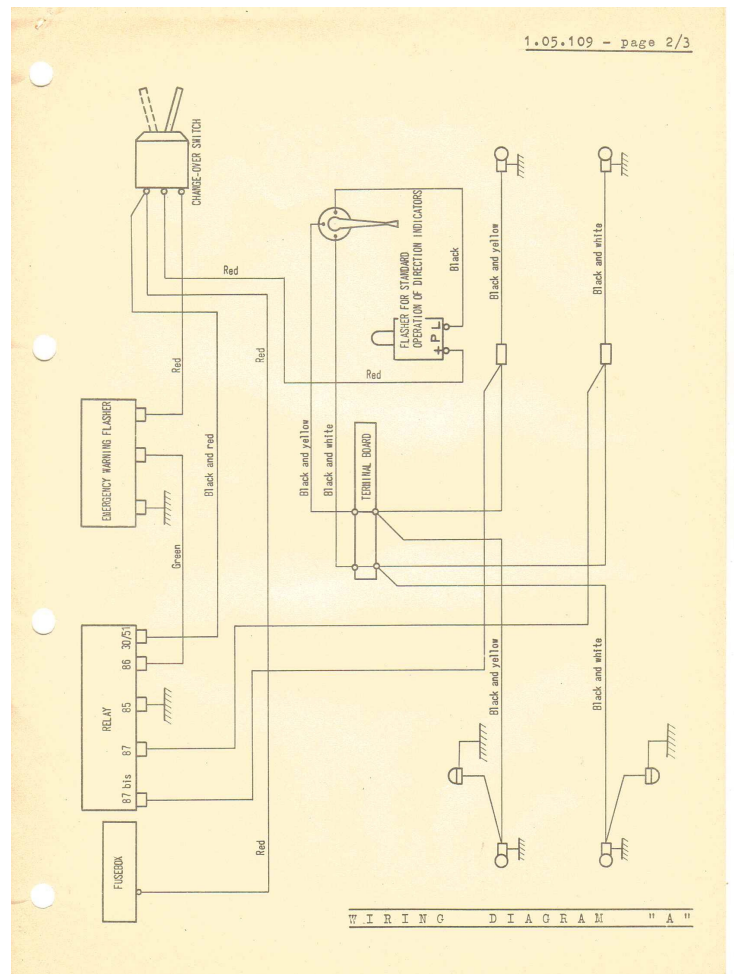 1.05.109 - page 2/3
CHANGE-OVER SWITCH
Red
FLASHER FOR STANDARD
OPERATION OF DIRECTION INDICATORS
+ P L
Black
Black and yellow
Black and white
Red
Red
Red
EMERGENCY WARNING FLASHER
Black and red
Green
Black and yellow
Black and white
TERMINAL BOARD
RELAY
87 bis
87
85
86
30/51
Black and yellow
Black and white
FUSEBOX
Red
WIRING DIAGRAM "A"